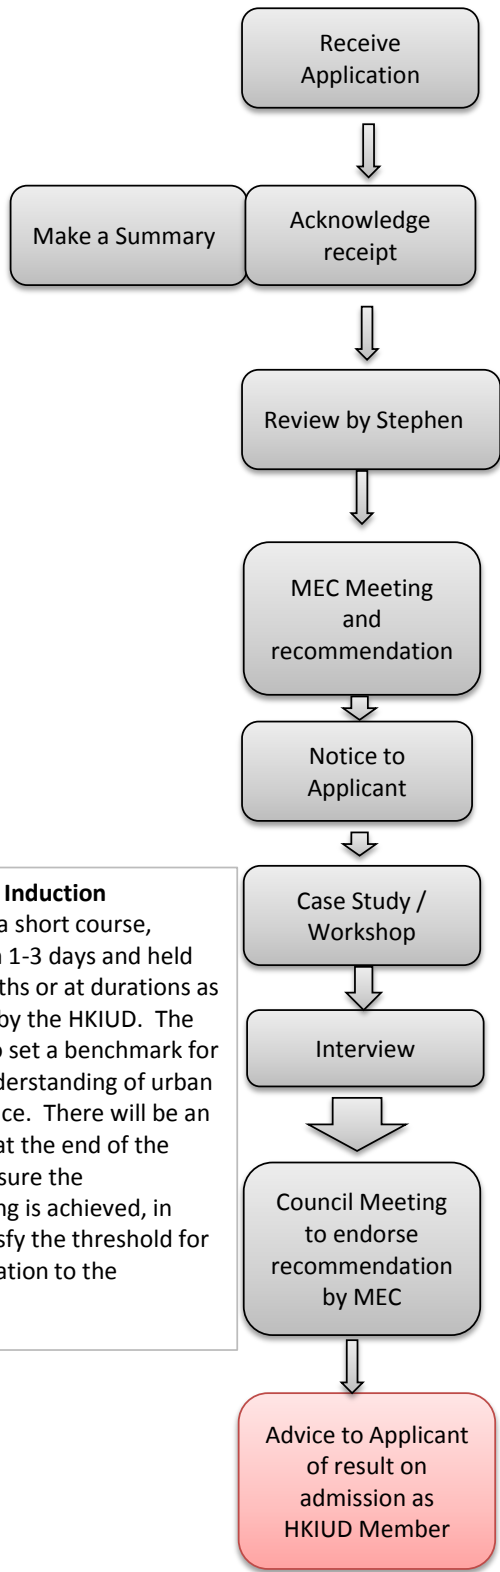 Receive
Application
Make a Summary
Acknowledge
receipt
Review by Stephen
MEC Meeting
and
recommendation
Notice to
Applicant
Case Study /
Workshop
Interview
Induction
a short course,
1-3 days and held
or at durations as
by the HKIUD. The
set a benchmark for
of urban
There will be an
at the end of the
the
is achieved, in
the threshold for
to the
Council Meeting
to endorse
recommendation
by MEC
Advice to Applicant
of result on
admission as
HKIUD Member